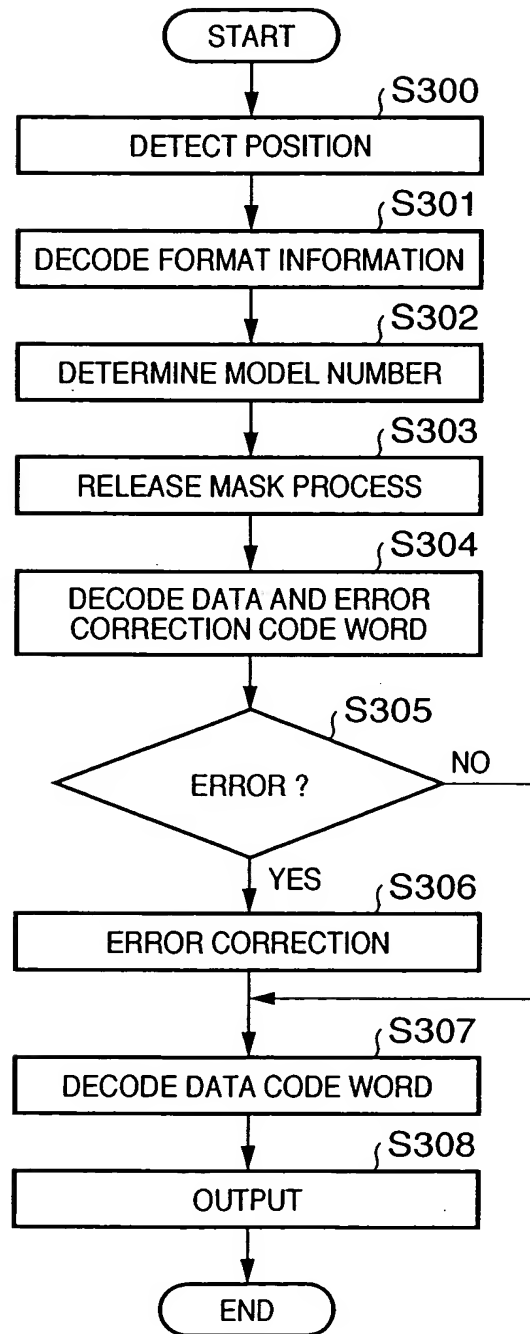 START
S300
DETECT POSITION
S301
DECODE FORMAT INFORMATION
S302
DETERMINE MODEL NUMBER
S303
RELEASE MASK PROCESS
S304
DECODE DATA AND ERROR
CORRECTION CODE WORD
S305
ERROR ?
NO
YES
S306
ERROR CORRECTION
S307
DECODE DATA CODE WORD
S308
OUTPUT
END